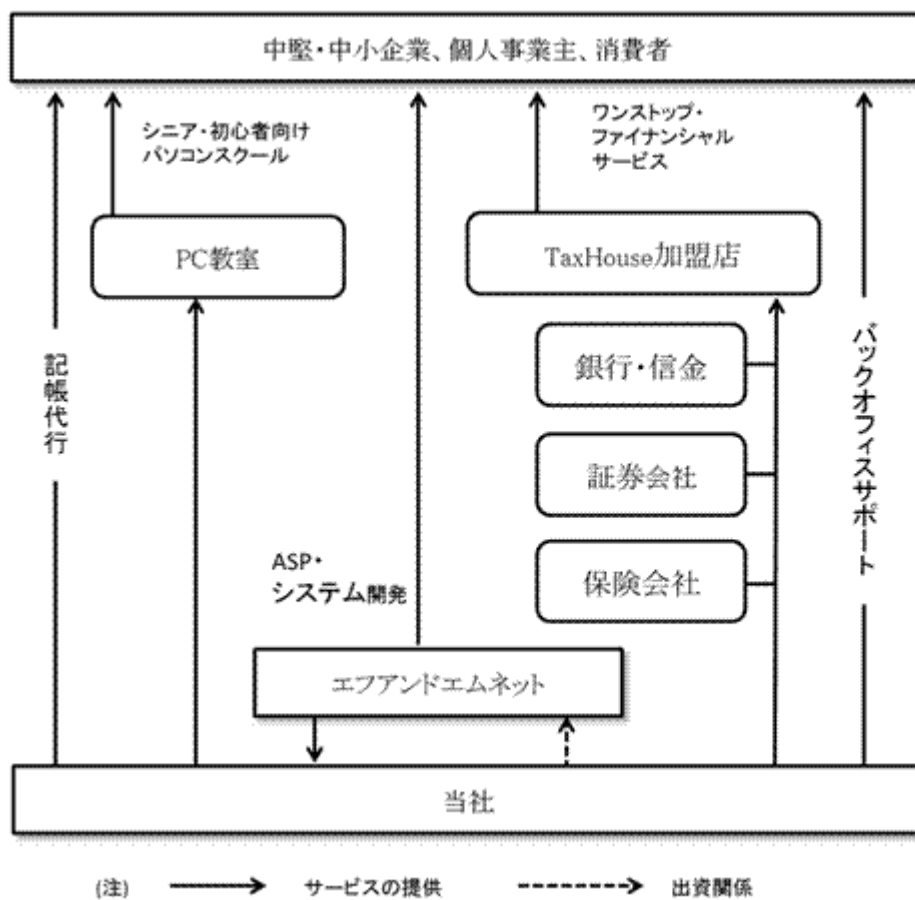 中堅・中小企業、個人事業主、消費者
シニア・初心者向け
パソコンスクール
ワンストップ・
ファイナンシャル
サービス
PC教室
TaxHouse加盟店
記帳代行
銀行・信金
バックオフィスサポート
証券会社
ASP・
システム開発
保険会社
エフアンドエムネット
当社
(注) サービスの提供 出資関係